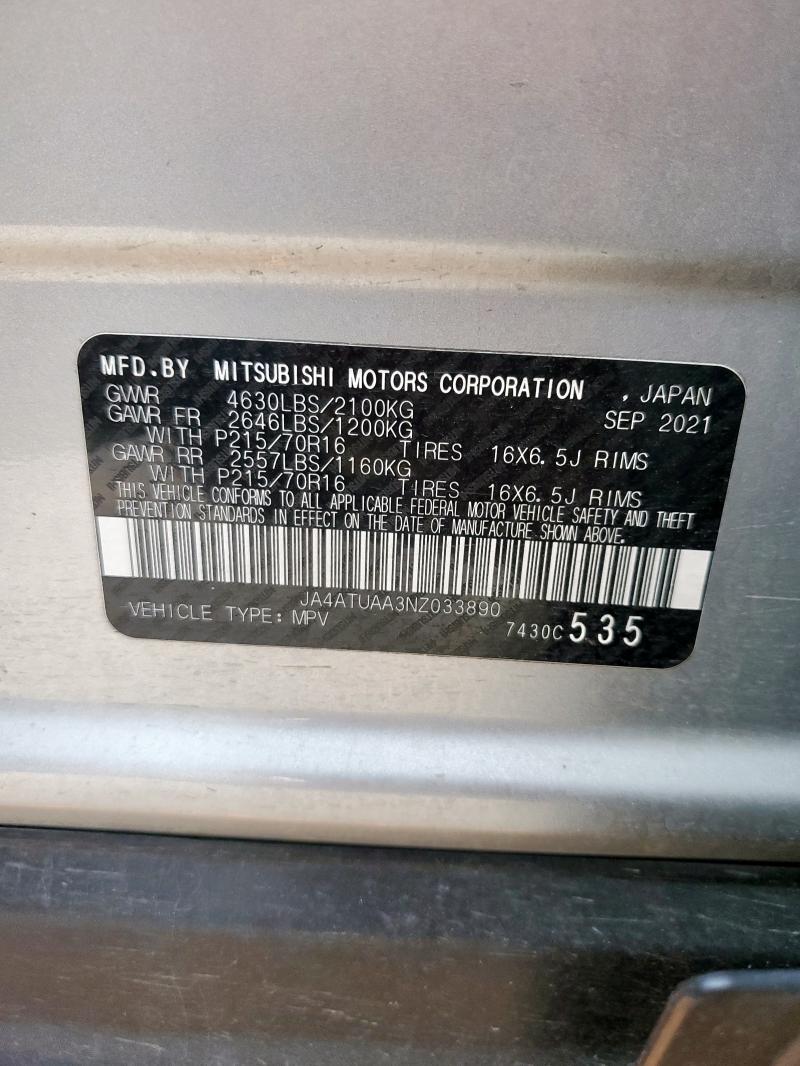 MFD.BY MITSUBISHI MOTORS CORPORATION , JAPAN
GVWR 4630LBS/2100KG SEP 2021
GAWR FR 2646LBS/1200KG
WITH P215/70R16 TIRES 16X6.5J RIMS
GAWR RR 2557LBS/1160KG
WITH P215/70R16 TIRES 16X6.5J RIMS
THIS VEHICLE CONFORMS TO ALL APPLICABLE FEDERAL MOTOR VEHICLE SAFETY AND THEFT
PREVENTION STANDARDS IN EFFECT ON THE DATE OF MANUFACTURE SHOWN ABOVE.
JA4ATUAA3NZ033890
VEHICLE TYPE: MPV 7430C 535